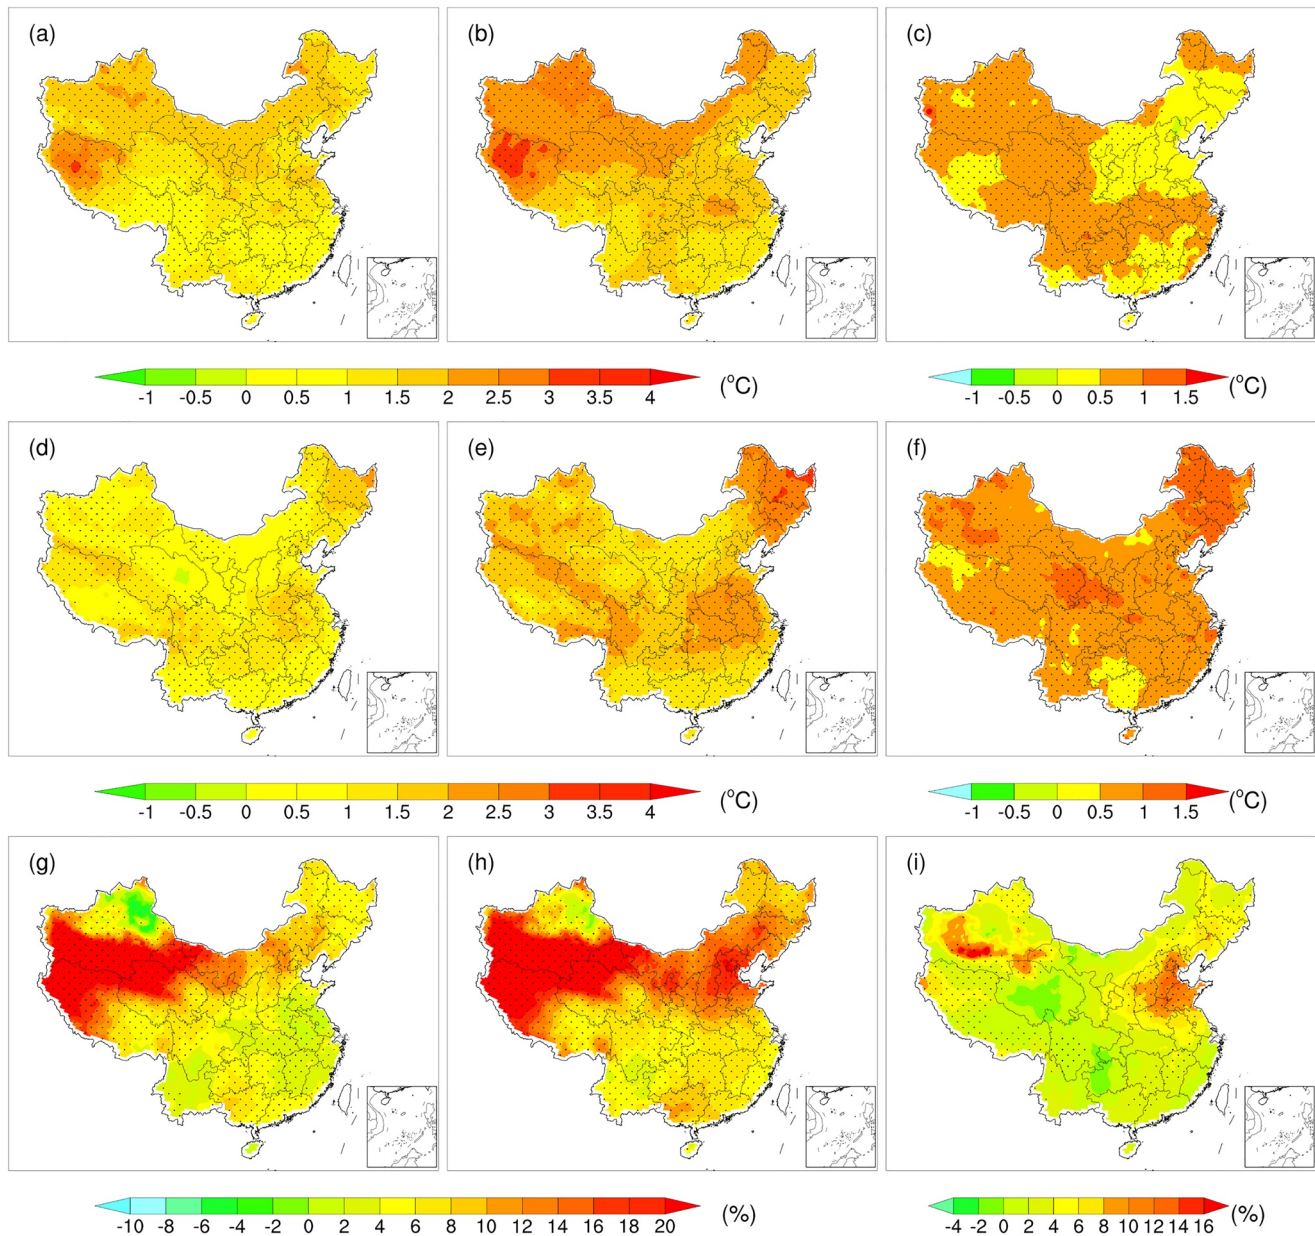 (a)
(b)
(c)
-1 -0.5 0 0.5 1 1.5 2 2.5 3 3.5 4 (°C)
-1 -0.5 0 0.5 1 1.5 (°C)
(d)
(e)
(f)
-1 -0.5 0 0.5 1 1.5 2 2.5 3 3.5 4 (°C)
-1 -0.5 0 0.5 1 1.5 (°C)
(g)
(h)
(i)
-10 -8 -6 -4 -2 0 2 4 6 8 10 12 14 16 18 20 (%)
-4 -2 0 2 4 6 8 10 12 14 16 (%)